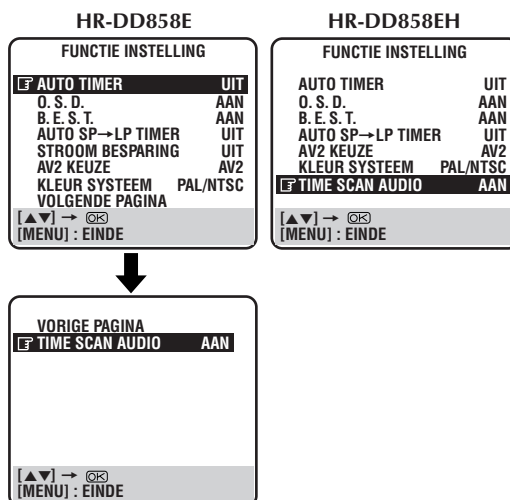 HR-DD858E
FUNCTIE INSTELLING
AUTO TIMER UIT
O. S. D. AAN
B. E. S. T. AAN
AUTO SP→LP TIMER UIT
STROOM BESPARING UIT
AV2 KEUZE AV2
KLEUR SYSTEEM PAL/NTSC
VOLGENDE PAGINA
[▲▼] → OK
[MENU] : EINDE
HR-DD858EH
FUNCTIE INSTELLING
AUTO TIMER UIT
O. S. D. AAN
B. E. S. T. AAN
AUTO SP→LP TIMER UIT
AV2 KEUZE AV2
KLEUR SYSTEEM PAL/NTSC
TIME SCAN AUDIO AAN
[▲▼] → OK
[MENU] : EINDE
VORIGE PAGINA
TIME SCAN AUDIO AAN
[▲▼] → OK
[MENU] : EINDE